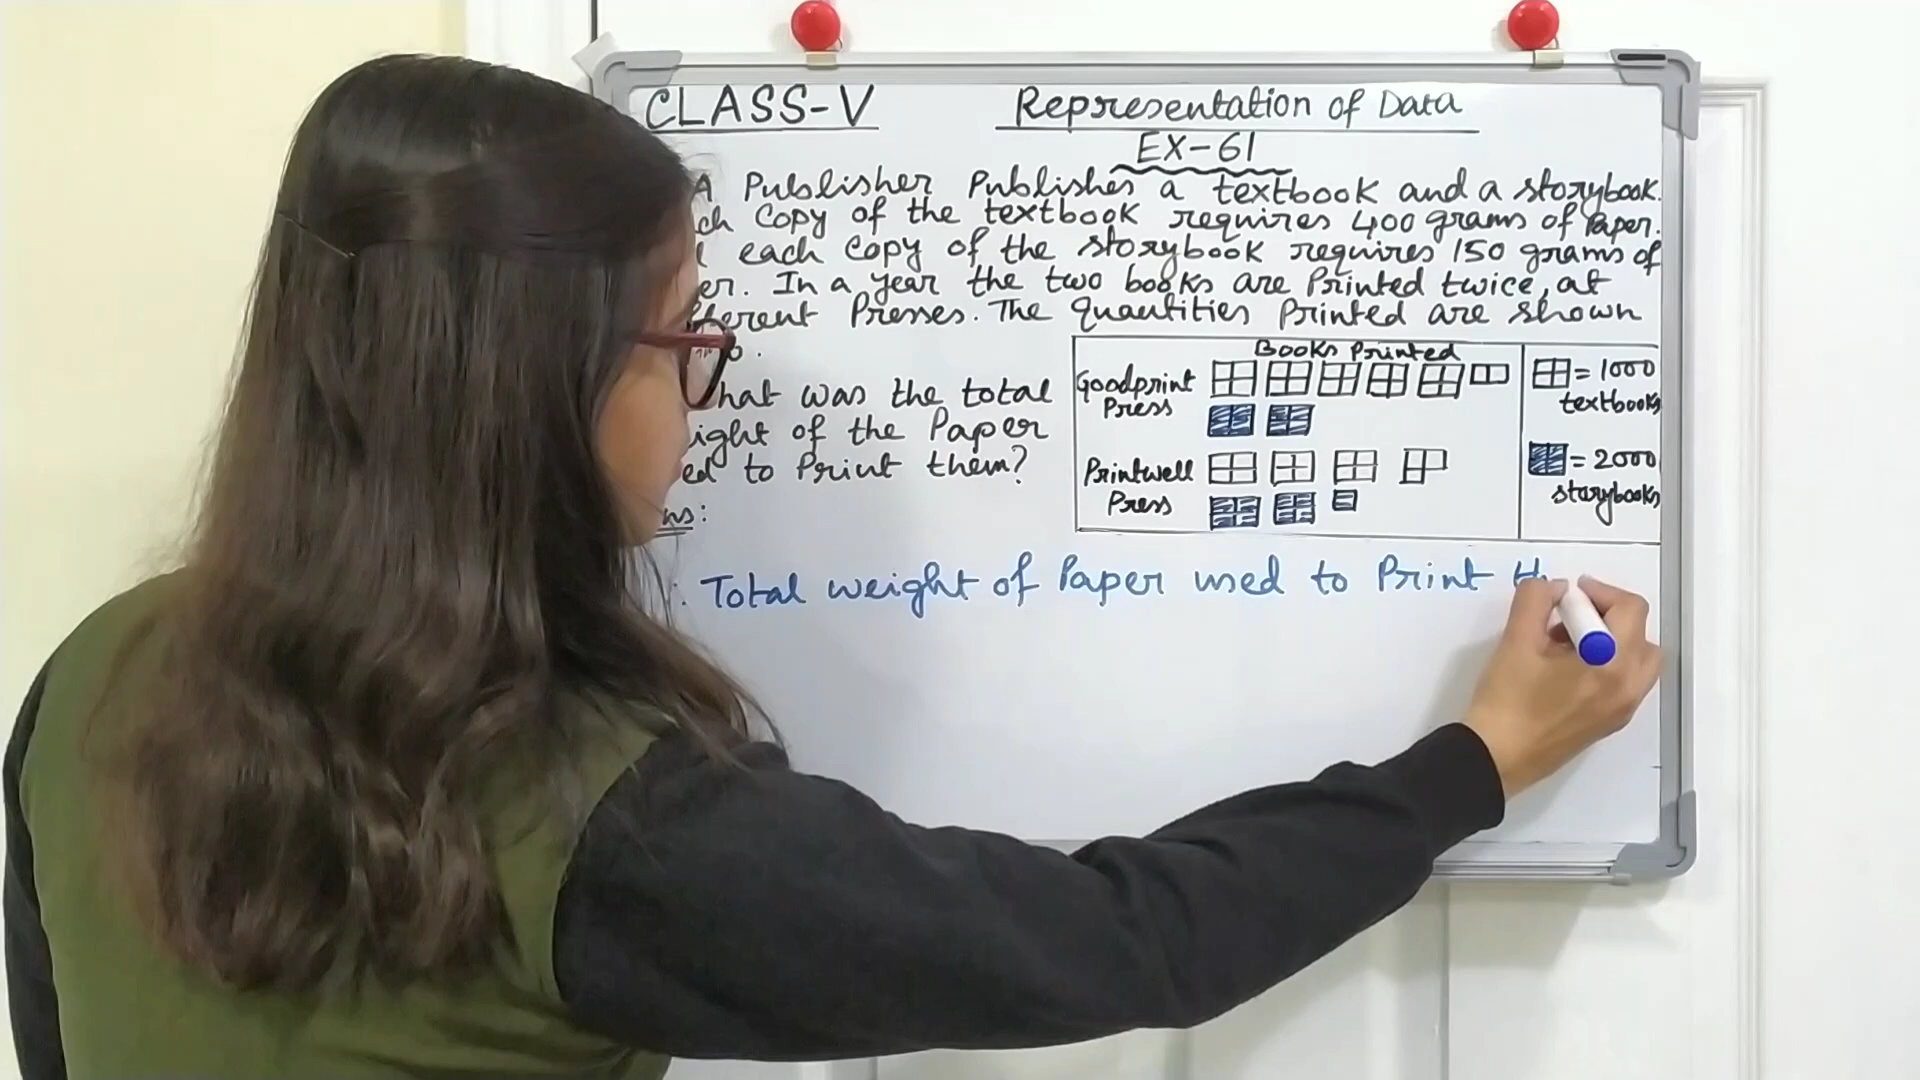 CLASS-V
Representation of Data
EX-61
A Publisher Publishes a textbook and a storybook.
Copy of the textbook requires 400 grams of Paper.
each Copy of the storybook requires 150 grams of
In a year the two books are Printed twice, at
Presses. The quantities Printed are shown
was the total
of the Paper
to Print them?
Books Printed
Goodprint
Press
Printwell
Press
= 1000
textbooks
= 2000
storybooks
: Total weight of Paper used to Print